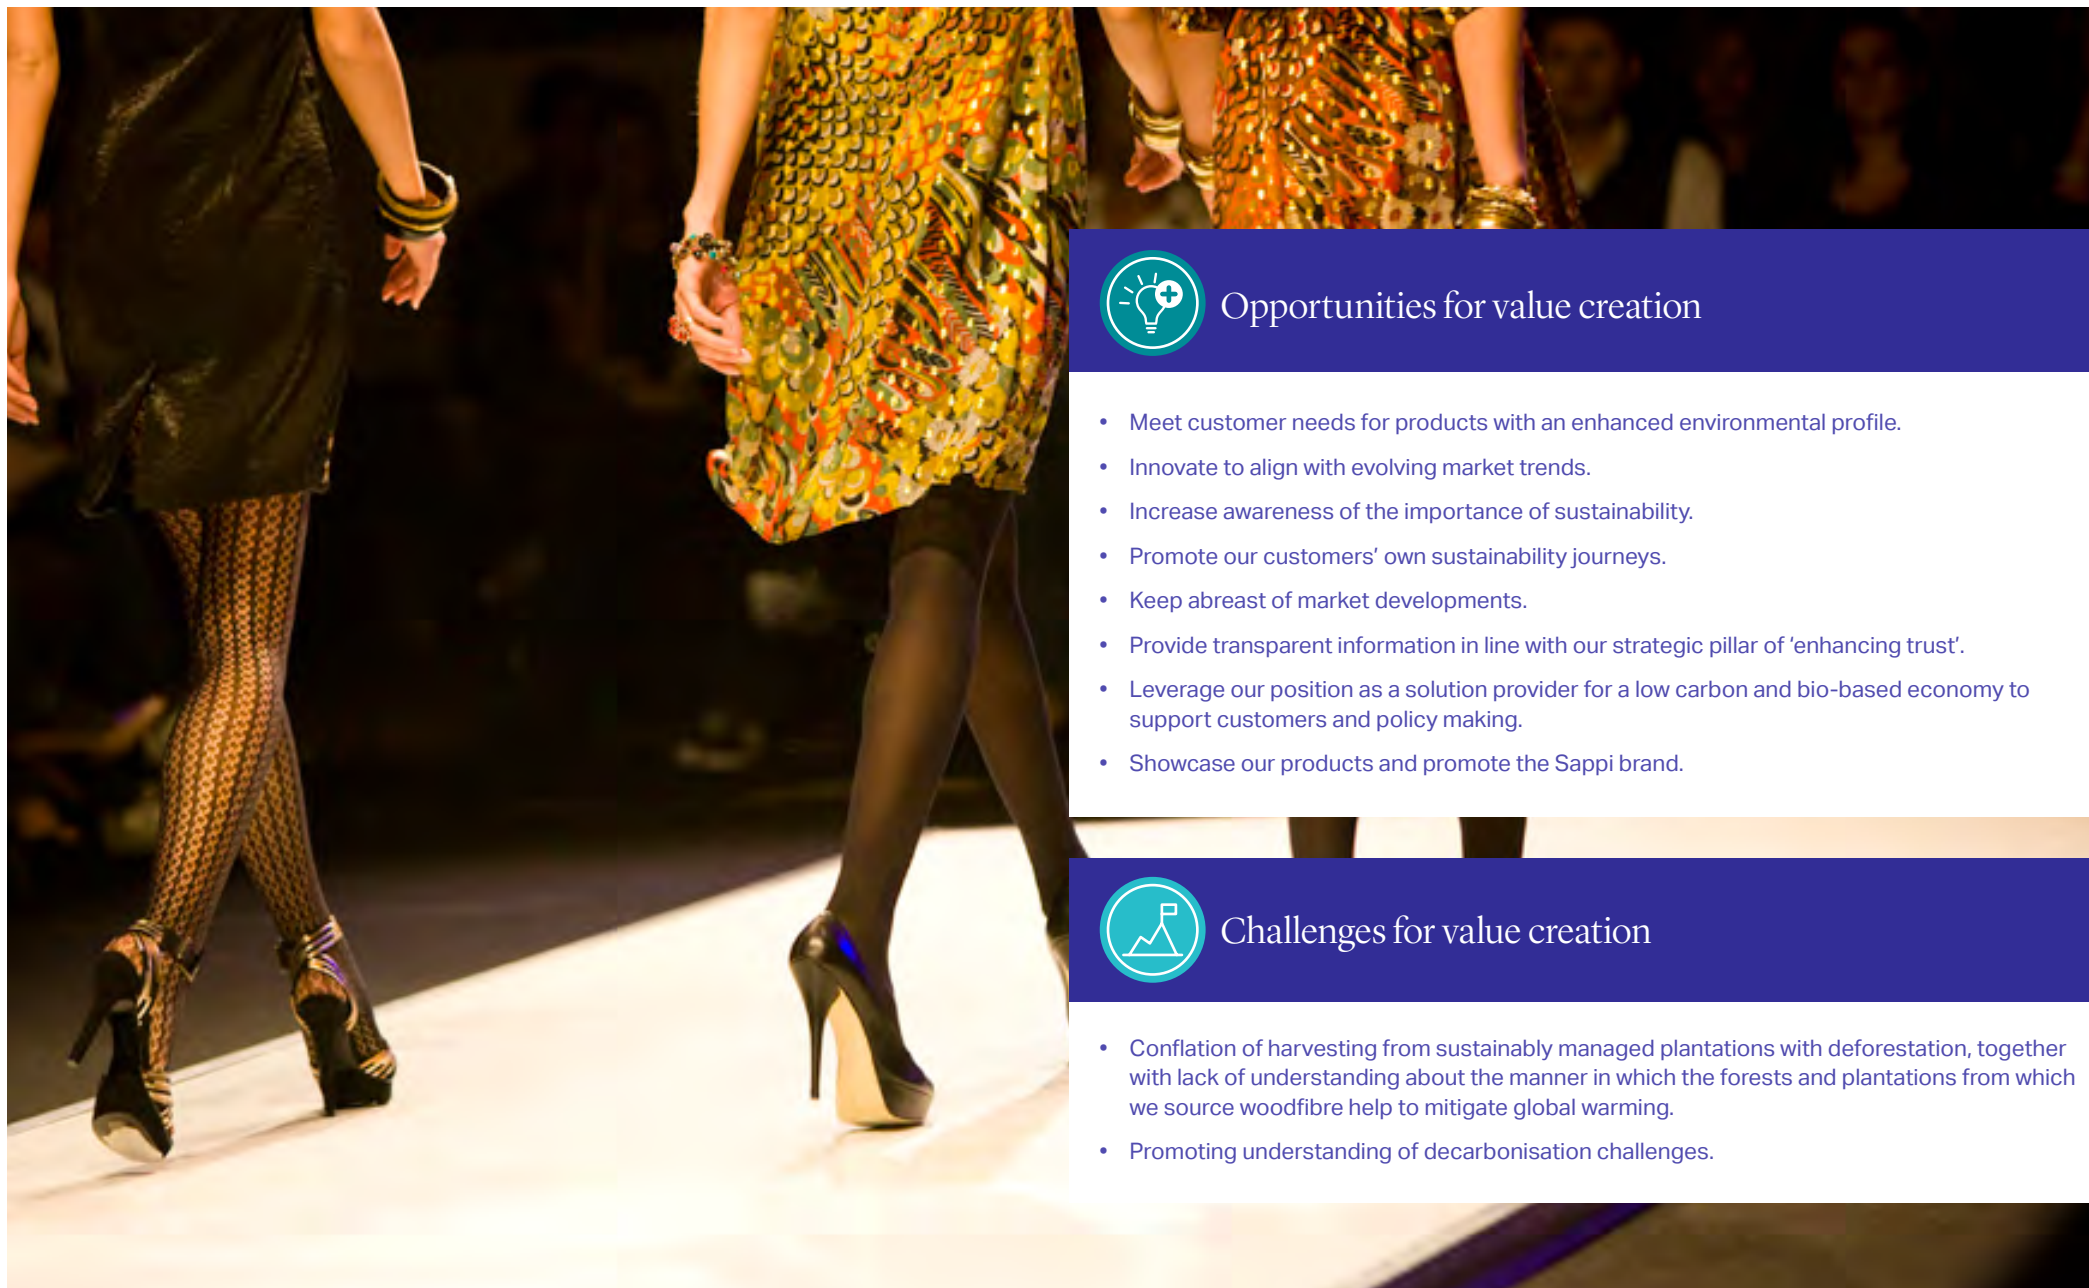 Opportunities for value creation
• Meet customer needs for products with an enhanced environmental profile.
• Innovate to align with evolving market trends.
• Increase awareness of the importance of sustainability.
• Promote our customers’ own sustainability journeys.
• Keep abreast of market developments.
• Provide transparent information in line with our strategic pillar of ‘enhancing trust’.
• Leverage our position as a solution provider for a low carbon and bio-based economy to
support customers and policy making.
• Showcase our products and promote the Sappi brand.
Challenges for value creation
• Conflation of harvesting from sustainably managed plantations with deforestation, together
with lack of understanding about the manner in which the forests and plantations from which
we source woodfibre help to mitigate global warming.
• Promoting understanding of decarbonisation challenges.